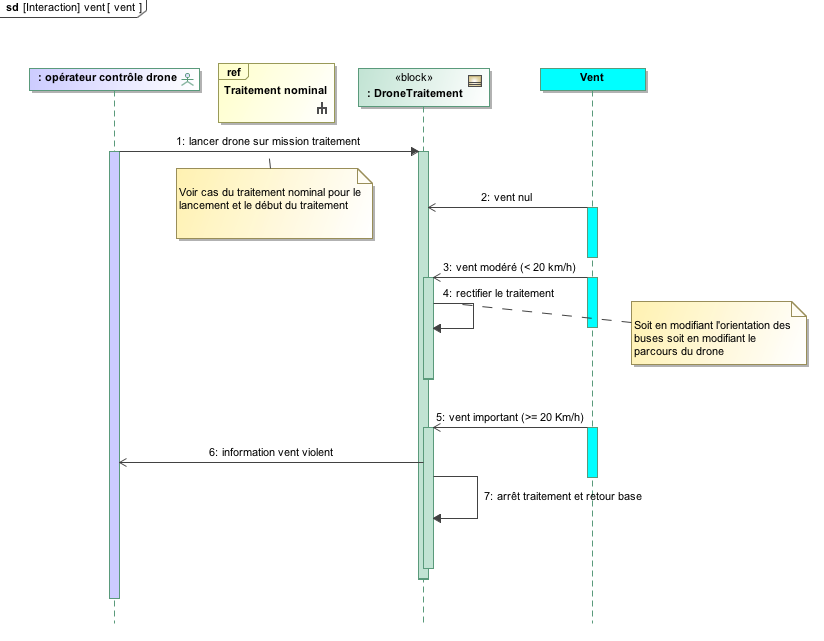 sd [Interaction] vent [ vent ]
: opérateur contrôle drone
ref
Traitement nominal
«block»
: DroneTraitement
Vent
1: lancer drone sur mission traitement
Voir cas du traitement nominal pour le
lancement et le début du traitement
2: vent nul
3: vent modéré (< 20 km/h)
4: rectifier le traitement
Soit en modifiant l'orientation des
buses soit en modifiant le
parcours du drone
5: vent important (>= 20 Km/h)
6: information vent violent
7: arrêt traitement et retour base